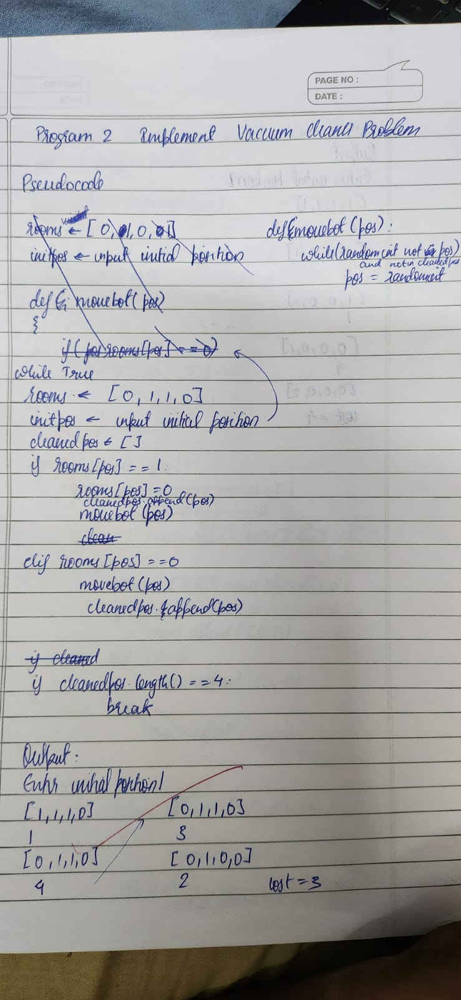 PAGE NO :
DATE :
Program 2 Implement Vacuum Cleaner Problem
Pseudocode
rooms ← [0, 1, 0, 1]
initpos ← input initial position
def movebot(pos):
while(randomint not pos)
and not in cleanedpos
pos = randomint
def movebot(pos)
{
if (rooms[pos] == 0)
while True
rooms ← [0, 1, 1, 0]
initpos ← input initial position
cleanedpos ← []
if rooms[pos] == 1:
rooms[pos] = 0
cleanedpos.append(pos)
movebot(pos)
clean
elif rooms[pos] == 0
movebot(pos)
cleanedpos.append(pos)
if cleaned
if cleanedpos.length() == 4:
break
Output:
Enter initial position 1
[1,1,1,0] [0,1,1,0]
1 3
[0,1,1,0] [0,1,0,0]
4 2 cost = 3